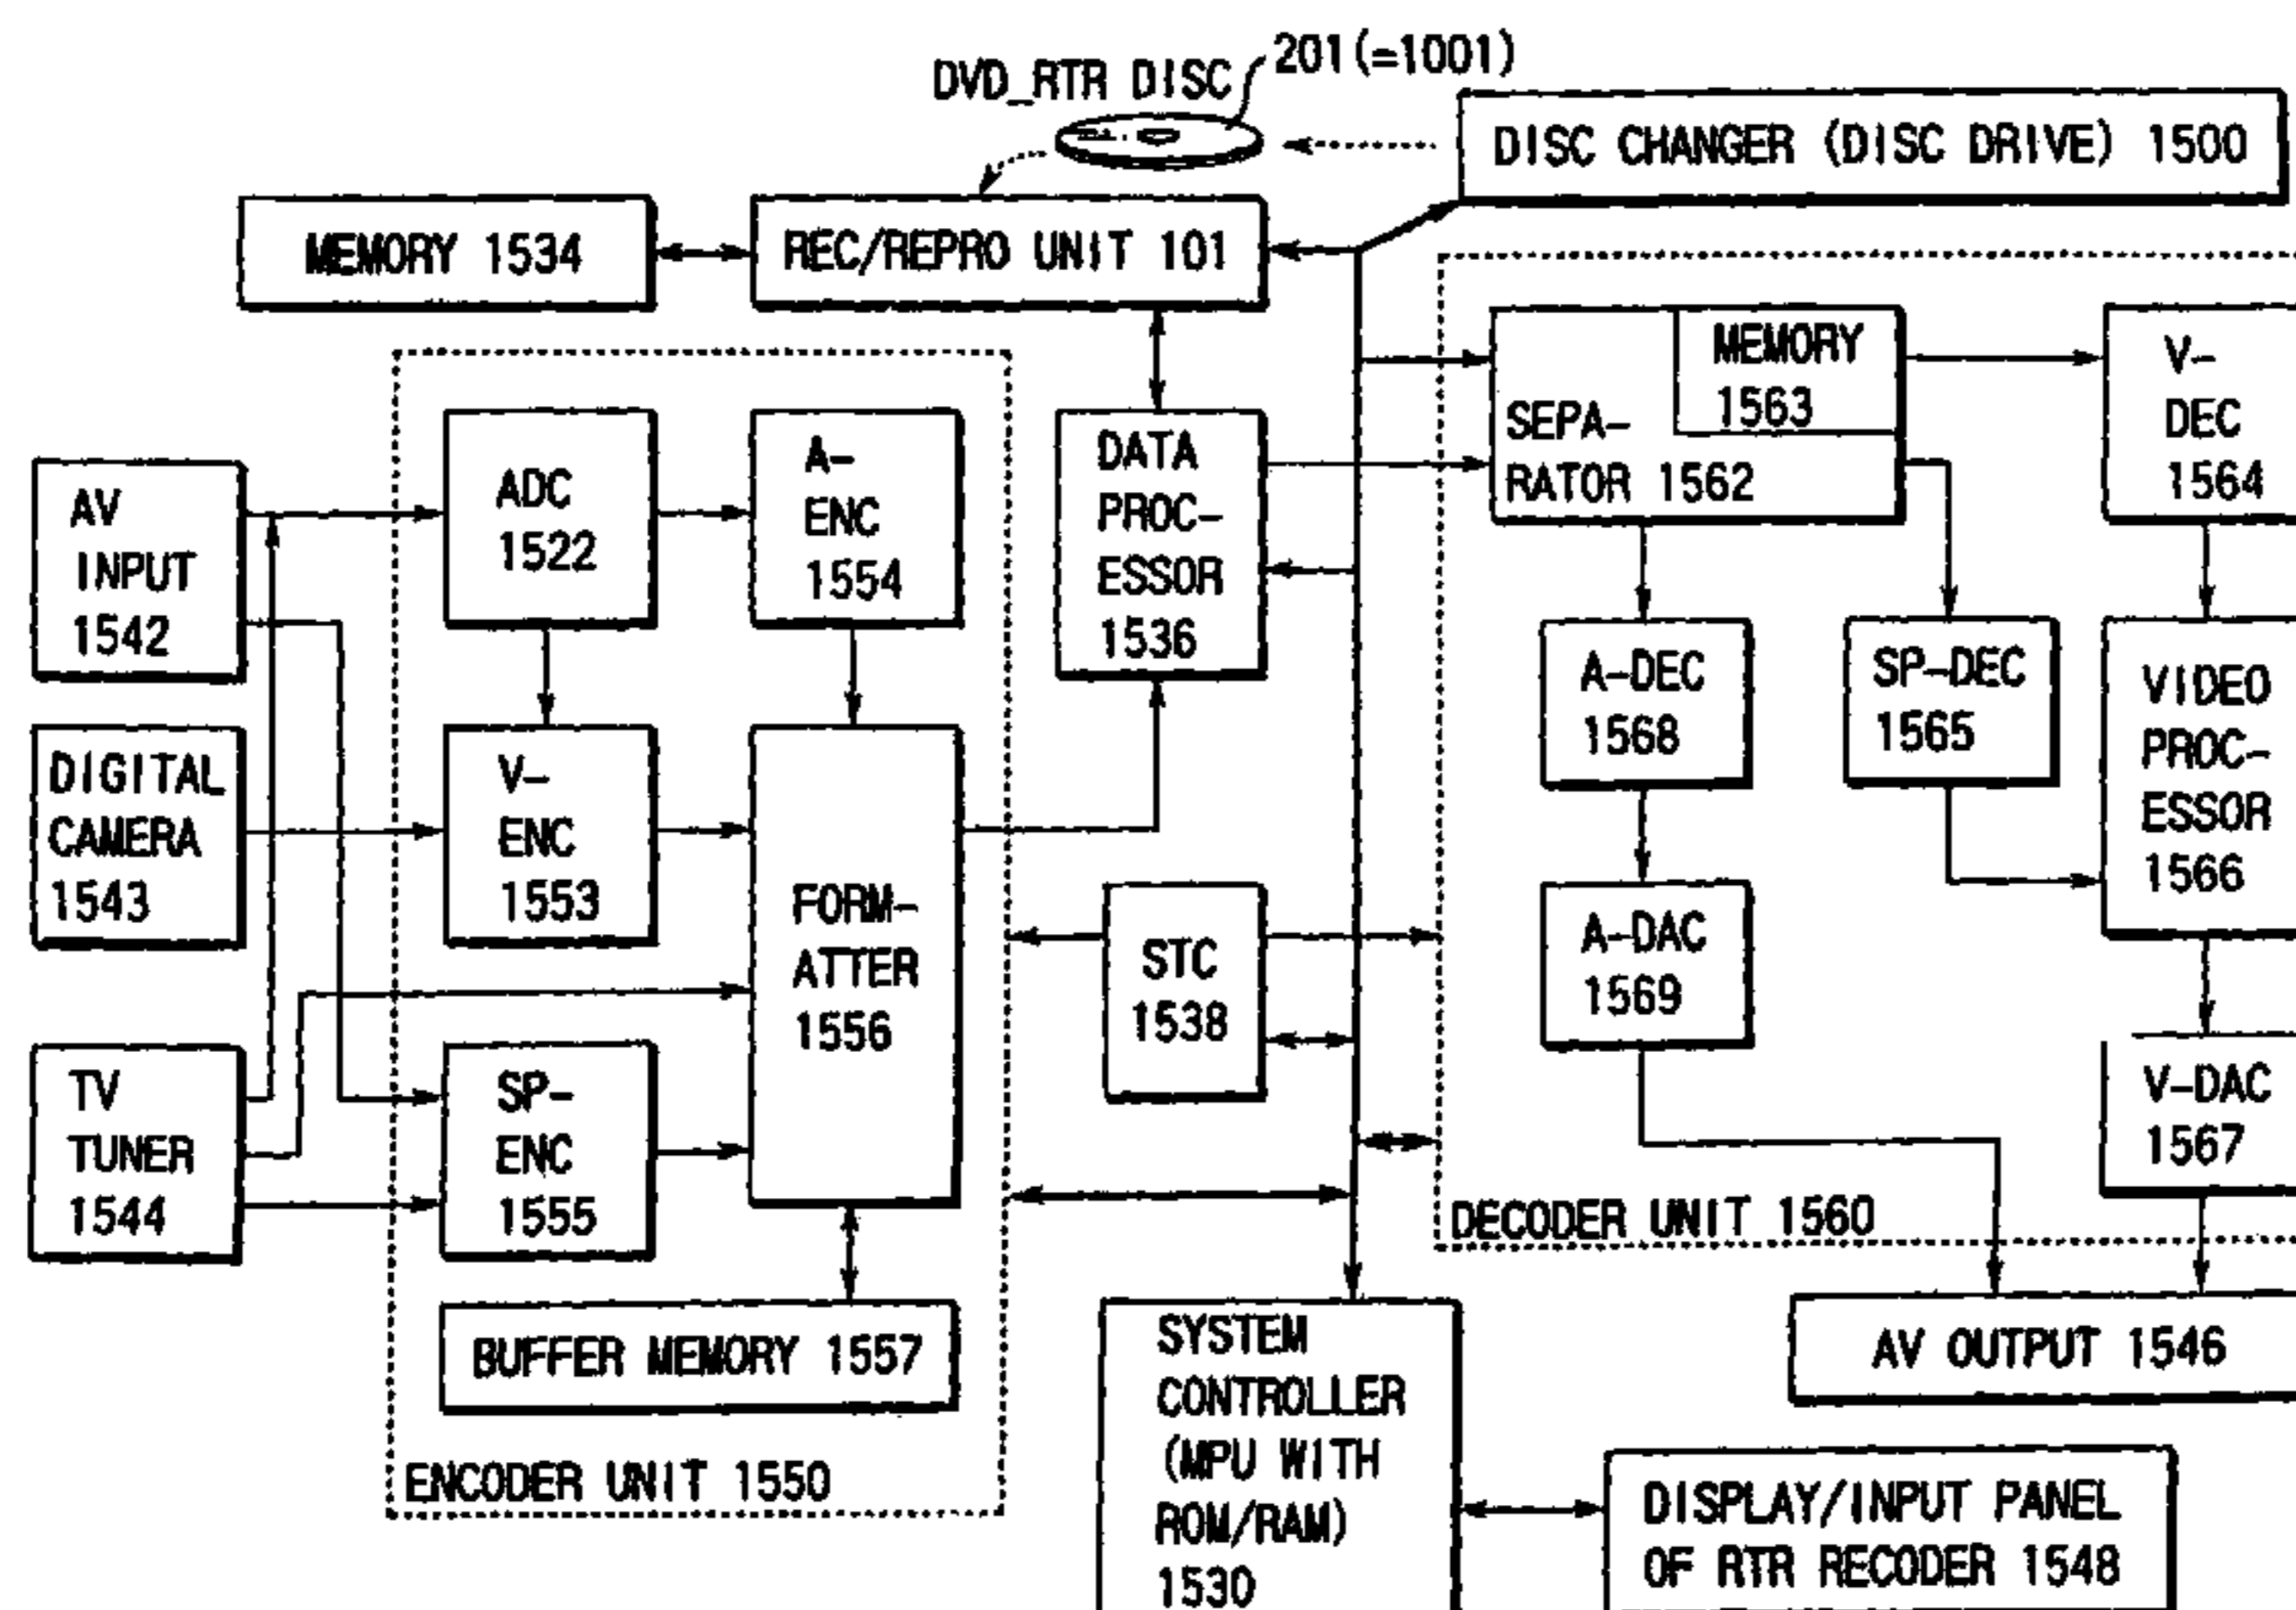 DVD_RTR DISC
201(=1001)
DISC CHANGER (DISC DRIVE) 1500
MEMORY 1534
REC/REPRO UNIT 101
AV
INPUT
1542
ADC
1522
A-
ENC
1554
DATA
PROC-
ESSOR
1536
SEPA-
RATOR 1562
MEMORY
1563
V-
DEC
1564
DIGITAL
CAMERA
1543
V-
ENC
1553
FORM-
ATTER
1556
A-DEC
1568
SP-DEC
1565
VIDEO
PROC-
ESSOR
1566
A-DAC
1569
STC
1538
TV
TUNER
1544
SP-
ENC
1555
V-DAC
1567
DECODER UNIT 1560
BUFFER MEMORY 1557
ENCODER UNIT 1550
SYSTEM
CONTROLLER
(MPU WITH
ROM/RAM)
1530
AV OUTPUT 1546
DISPLAY/INPUT PANEL
OF RTR RECODER 1548